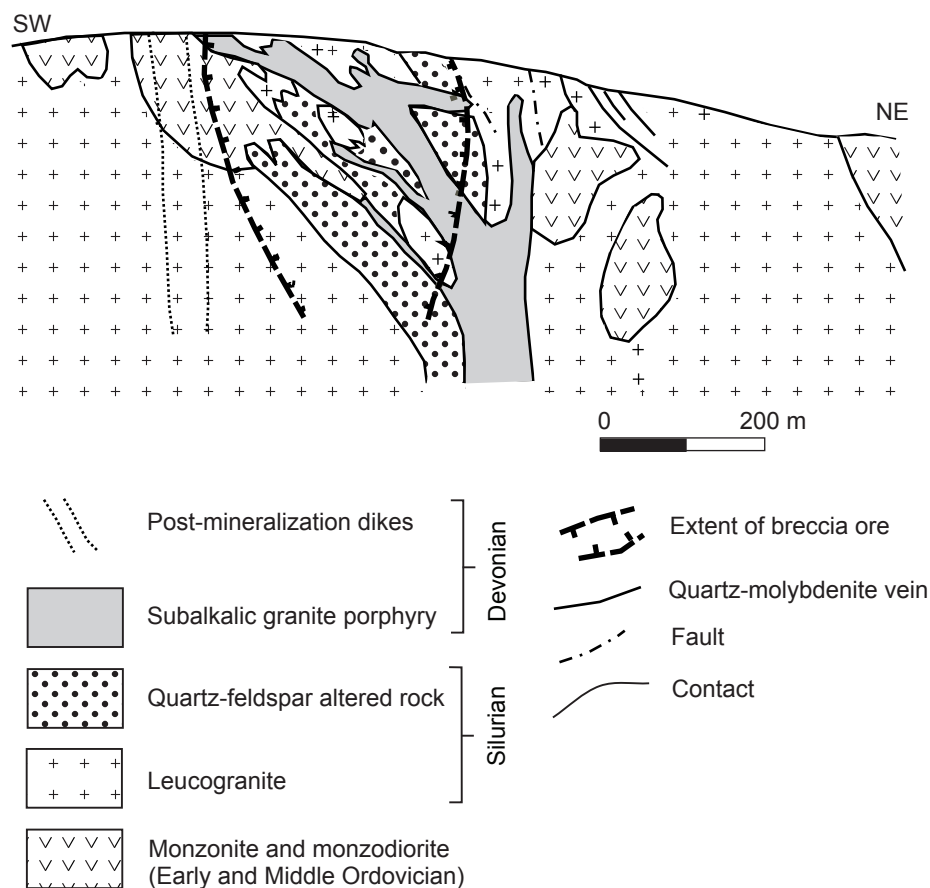 SW
NE
0 200 m
Post-mineralization dikes
Subalkalic granite porphyry
Devonian
Quartz-feldspar altered rock
Leucogranite
Silurian
Monzonite and monzodiorite
(Early and Middle Ordovician)
Extent of breccia ore
Quartz-molybdenite vein
Fault
Contact